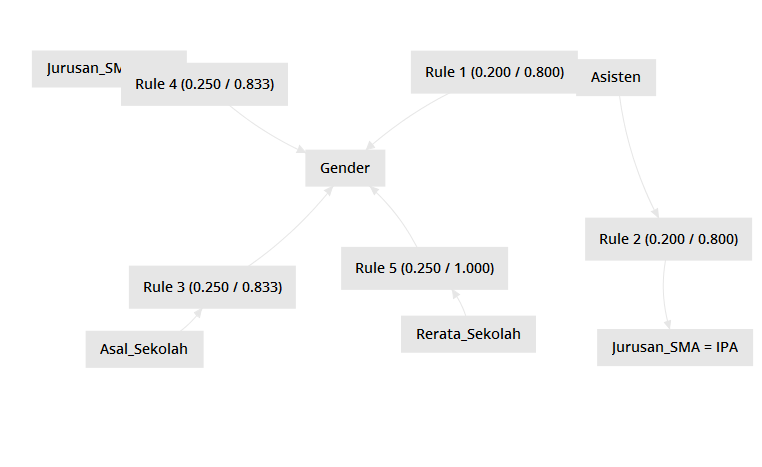 Jurusan_SM
Rule 4 (0.250 / 0.833)
Rule 1 (0.200 / 0.800)
Asisten
Gender
Rule 2 (0.200 / 0.800)
Rule 3 (0.250 / 0.833)
Rule 5 (0.250 / 1.000)
Asal_Sekolah
Rerata_Sekolah
Jurusan_SMA = IPA